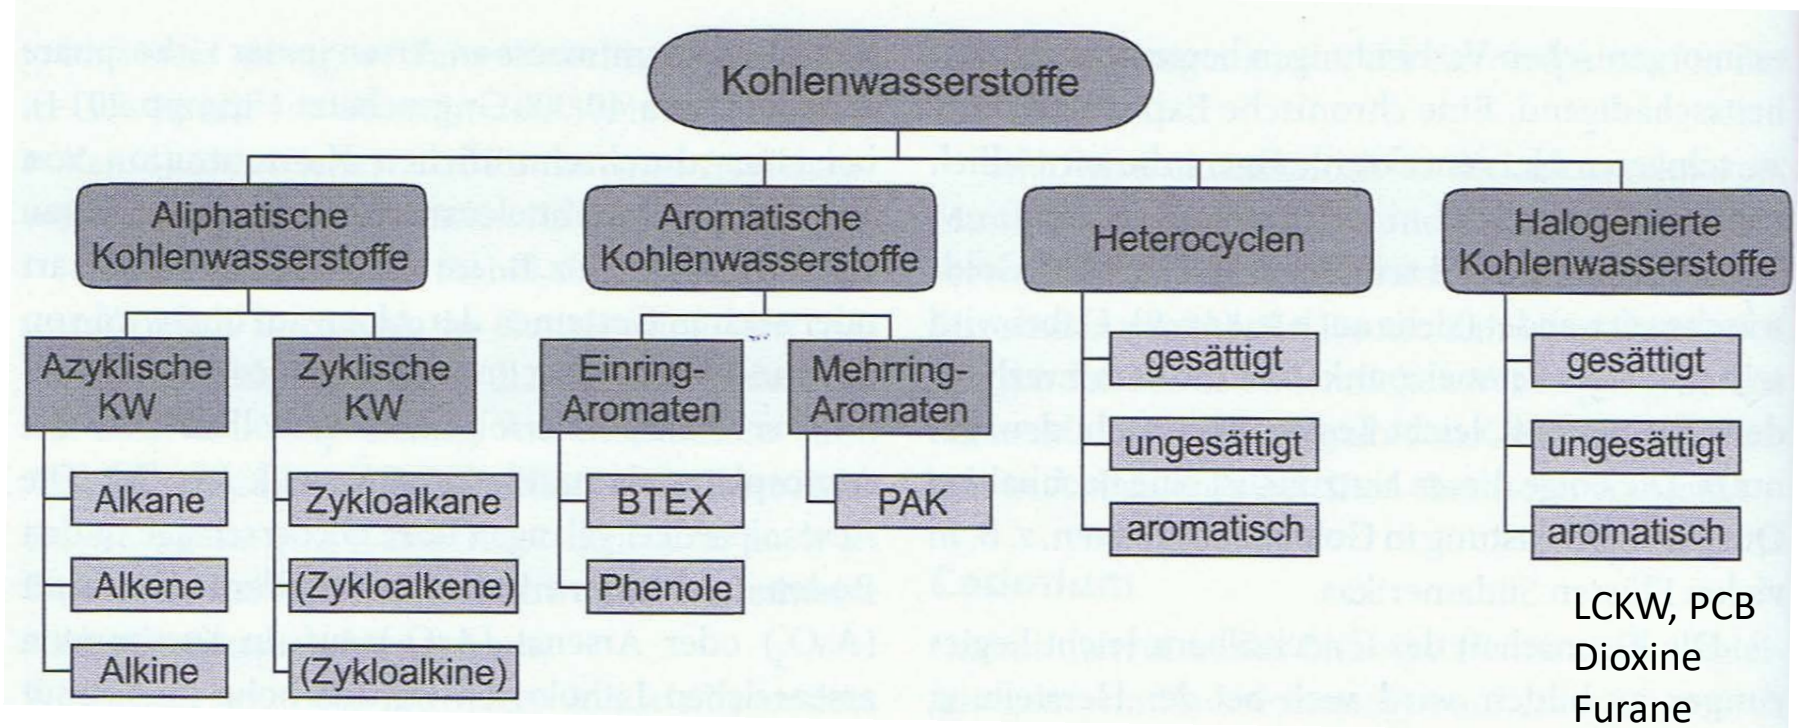 Kohlenwasserstoffe
Aliphatische
Kohlenwasserstoffe
Aromatische
Kohlenwasserstoffe
Heterocyclen
Halogenierte
Kohlenwasserstoffe
Azyklische
KW
Zyklische
KW
Einring-
Aromaten
Mehrring-
Aromaten
Alkane
Alkene
Alkine
Zykloalkane
(Zykloalkene)
(Zykloalkine)
BTEX
Phenole
PAK
gesättigt
ungesättigt
aromatisch
gesättigt
ungesättigt
aromatisch
LCKW, PCB
Dioxine
Furane